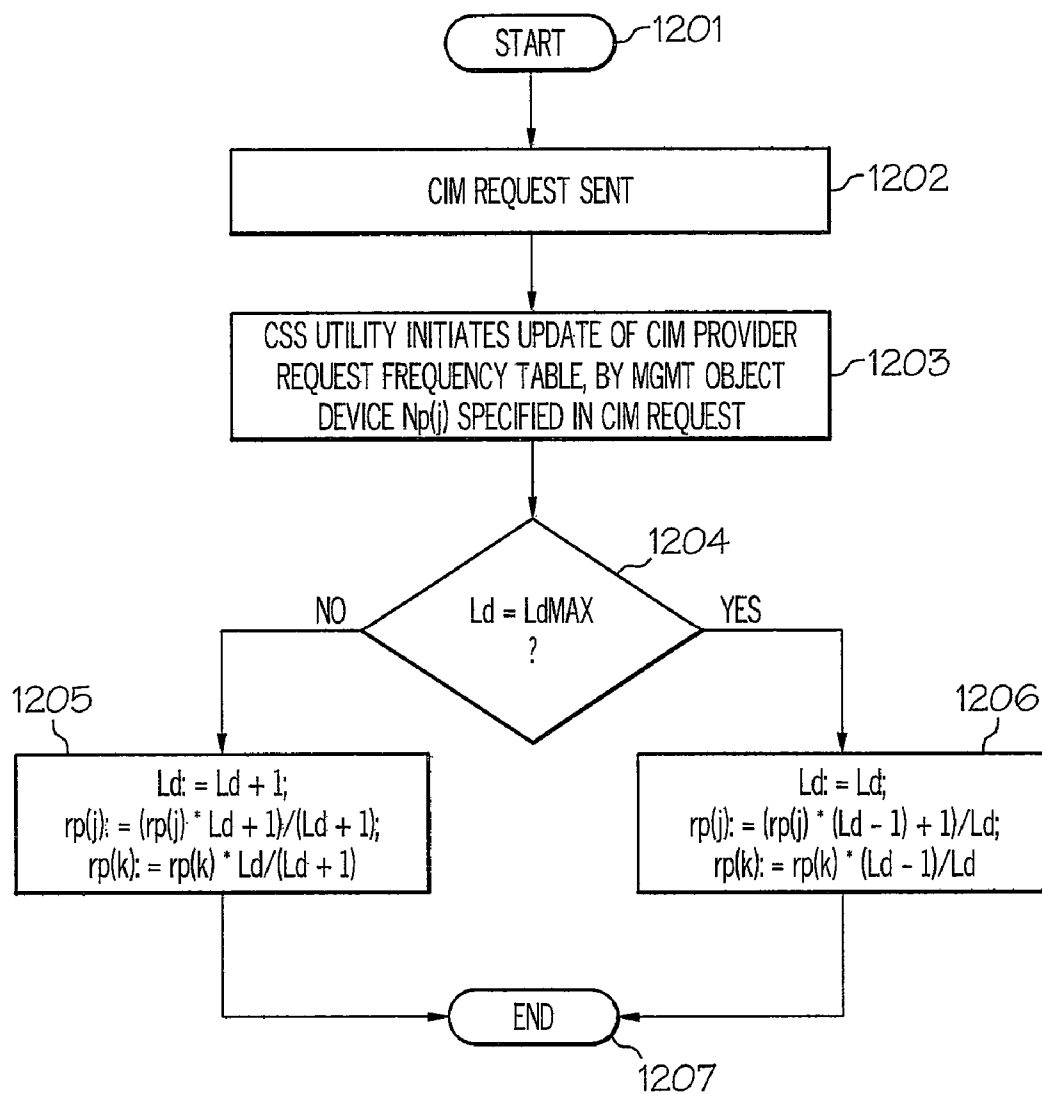 START
1201
CIM REQUEST SENT
1202
CSS UTILITY INITIATES UPDATE OF CIM PROVIDER
REQUEST FREQUENCY TABLE, BY MGMT OBJECT
DEVICE Np(j) SPECIFIED IN CIM REQUEST
1203
1204
Ld = LdMAX
?
NO
YES
1205
Ld: = Ld + 1;
rp(j): = (rp(j) * Ld + 1)/(Ld + 1);
rp(k): = rp(k) * Ld/(Ld + 1)
1206
Ld: = Ld;
rp(j): = (rp(j) * (Ld - 1) + 1)/Ld;
rp(k): = rp(k) * (Ld - 1)/Ld
END
1207